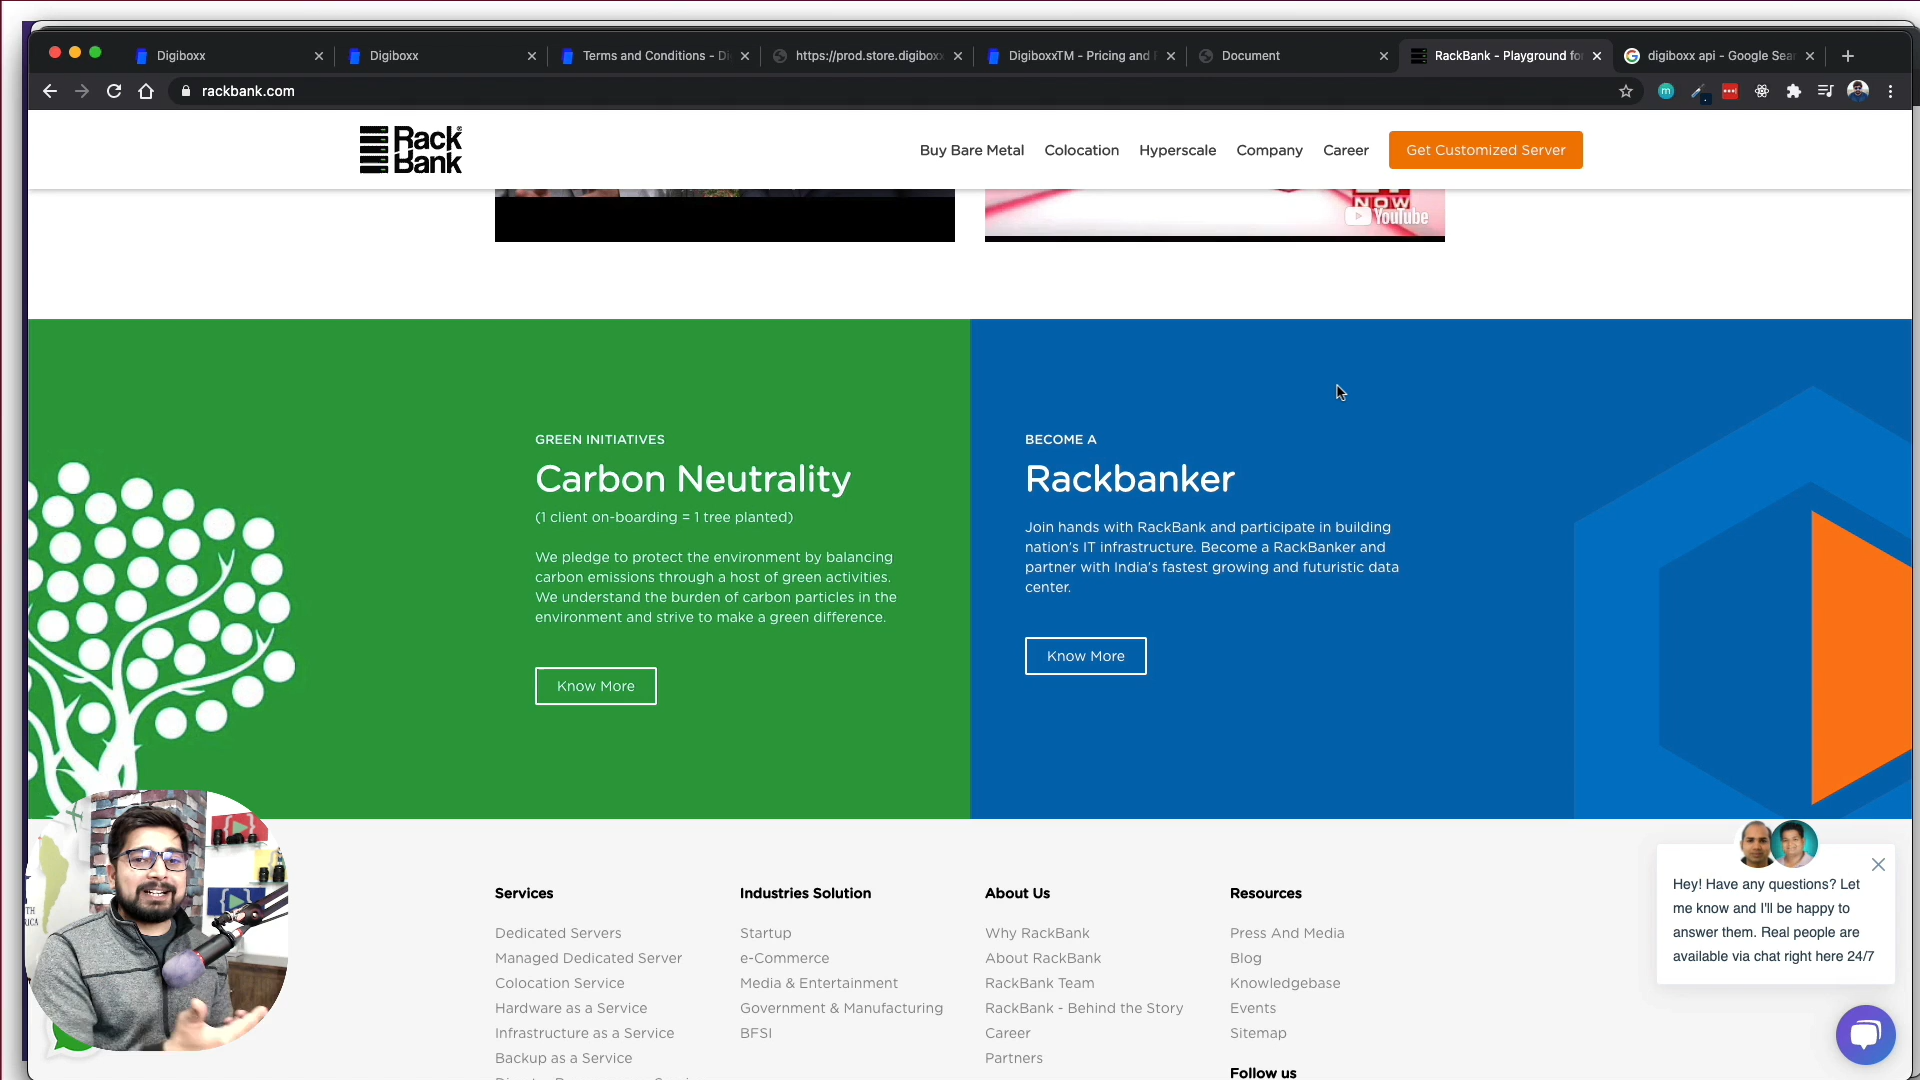 Digiboxx
Digiboxx
Terms and Conditions - Di
https://prod.store.digiboxx
DigiboxxTM - Pricing and
Document
RackBank - Playground fo
digiboxx api - Google Sea
rackbank.com
Rack
Bank
Buy Bare Metal
Colocation
Hyperscale
Company
Career
Get Customized Server
NOW
YouTube
GREEN INITIATIVES
Carbon Neutrality
(1 client on-boarding = 1 tree planted)
We pledge to protect the environment by balancing
carbon emissions through a host of green activities.
We understand the burden of carbon particles in the
environment and strive to make a green difference.
Know More
BECOME A
Rackbanker
Join hands with RackBank and participate in building
nation's IT infrastructure. Become a RackBanker and
partner with India's fastest growing and futuristic data
center.
Know More
Services
Dedicated Servers
Managed Dedicated Server
Colocation Service
Hardware as a Service
Infrastructure as a Service
Backup as a Service
Industries Solution
Startup
e-Commerce
Media & Entertainment
Government & Manufacturing
BFSI
About Us
Why RackBank
About RackBank
RackBank Team
RackBank - Behind the Story
Career
Partners
Resources
Press And Media
Blog
Knowledgebase
Events
Sitemap
Follow us
Hey! Have any questions? Let
me know and I'll be happy to
answer them. Real people are
available via chat right here 24/7